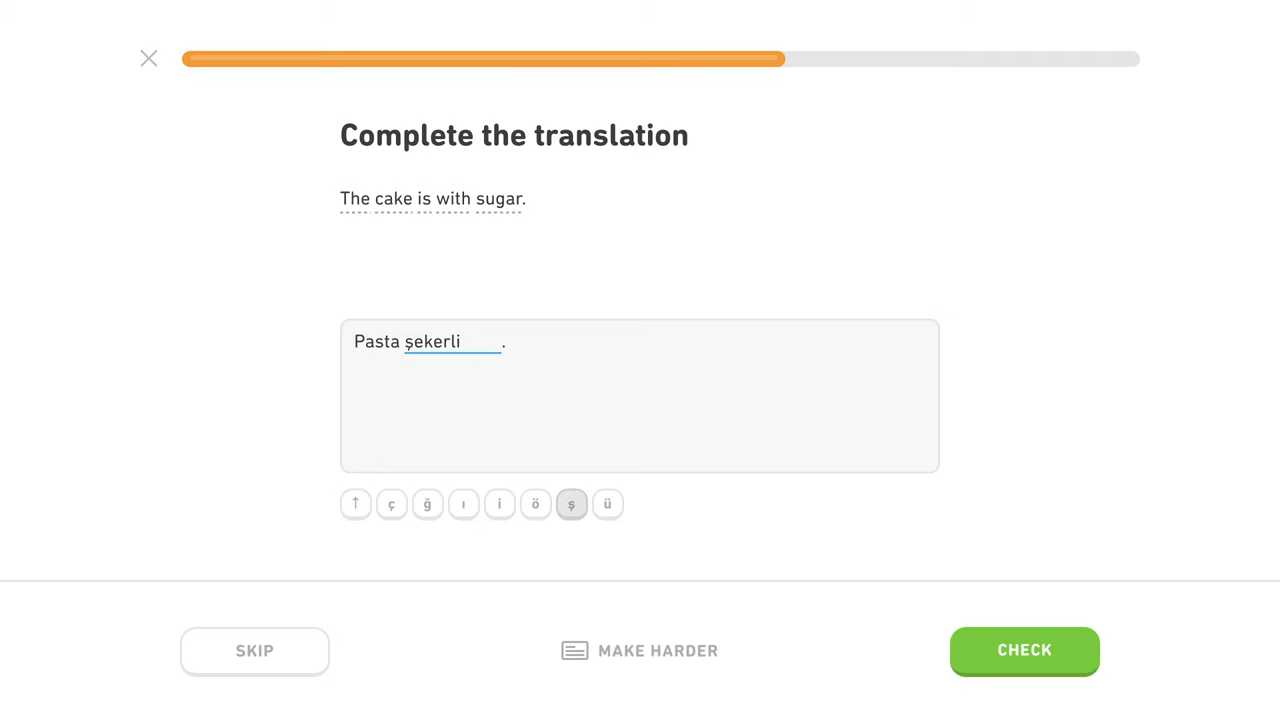 Complete the translation
The cake is with sugar.
Pasta şekerli .
↑ ç ğ ı i ö ş ü
SKIP
MAKE HARDER
CHECK